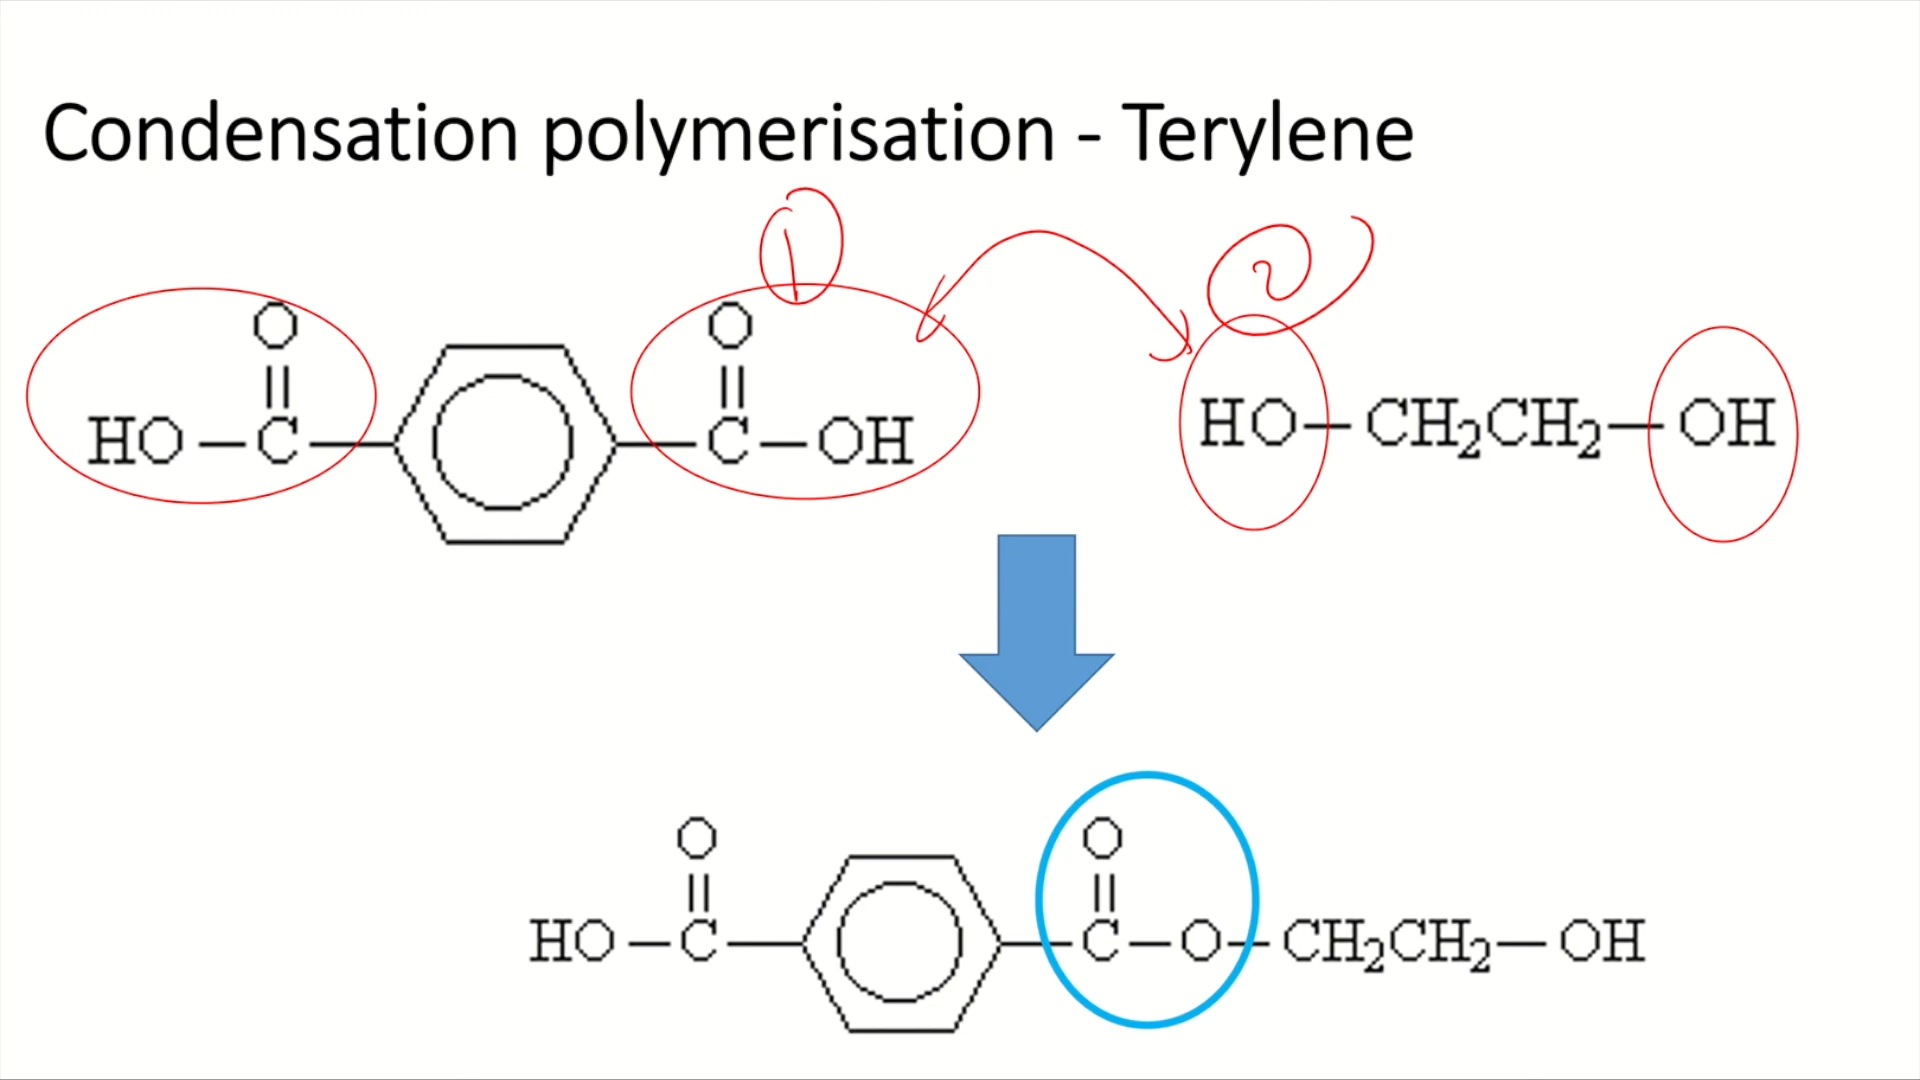 Condensation polymerisation - Terylene
1
2
O
O
||
||
HO—C
C—OH
HO—CH₂CH₂—OH
O
O
||
||
HO—C
C—O—CH₂CH₂—OH